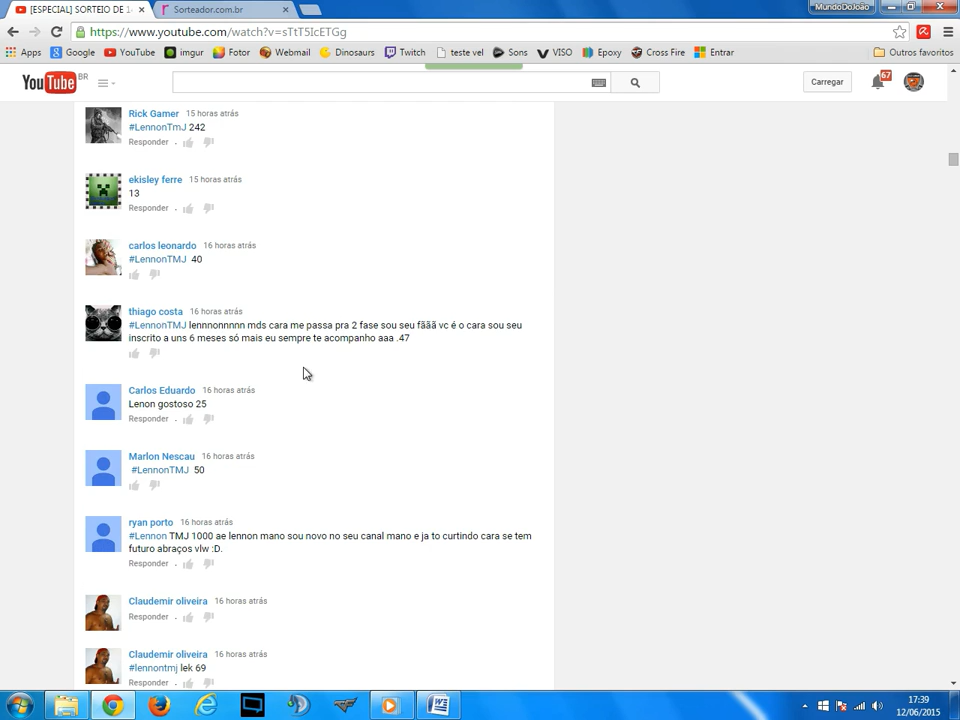 [ESPECIAL] SORTEIO DE 1-
Sorteador.com.br
MundoDoJoão
https://www.youtube.com/watch?v=sTtT5IcETGg
Apps Google YouTube imgur Fotor Webmail Dinosaurs Twitch teste vel Sons VISO Epoxy Cross Fire Entrar Outros favoritos
YouTube BR
Carregar
67
Rick Gamer 15 horas atrás
#LennonTmJ 242
Responder
ekisley ferre 15 horas atrás
13
Responder
carlos leonardo 16 horas atrás
#LennonTMJ 40
thiago costa 16 horas atrás
#LennonTMJ lennnonnnnn mds cara me passa pra 2 fase sou seu fããã vc é o cara sou seu
inscrito a uns 6 meses só mais eu sempre te acompanho aaa .47
Carlos Eduardo 16 horas atrás
Lenon gostoso 25
Responder
Marlon Nescau 16 horas atrás
#LennonTMJ 50
ryan porto 16 horas atrás
#Lennon TMJ 1000 ae lennon mano sou novo no seu canal mano e ja to curtindo cara se tem
futuro abraços vlw :D.
Responder
Claudemir oliveira 16 horas atrás
Responder
Claudemir oliveira 16 horas atrás
#lennontmj lek 69
Responder
17:39
12/06/2015